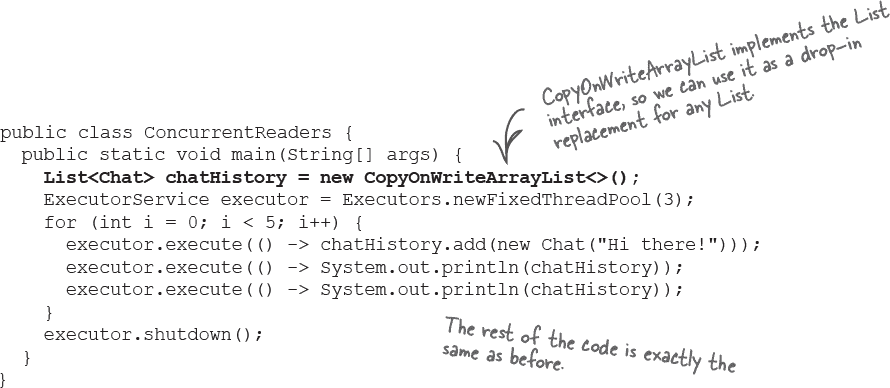 CopyOnWriteArrayList implements the List
interface, so we can use it as a drop-in
replacement for any List.
public class ConcurrentReaders {
  public static void main(String[] args) {
    List<Chat> chatHistory = new CopyOnWriteArrayList<>();
    ExecutorService executor = Executors.newFixedThreadPool(3);
    for (int i = 0; i < 5; i++) {
      executor.execute(() -> chatHistory.add(new Chat("Hi there!")));
      executor.execute(() -> System.out.println(chatHistory));
      executor.execute(() -> System.out.println(chatHistory));
    }
    executor.shutdown();
  }
}
The rest of the code is exactly the
same as before.